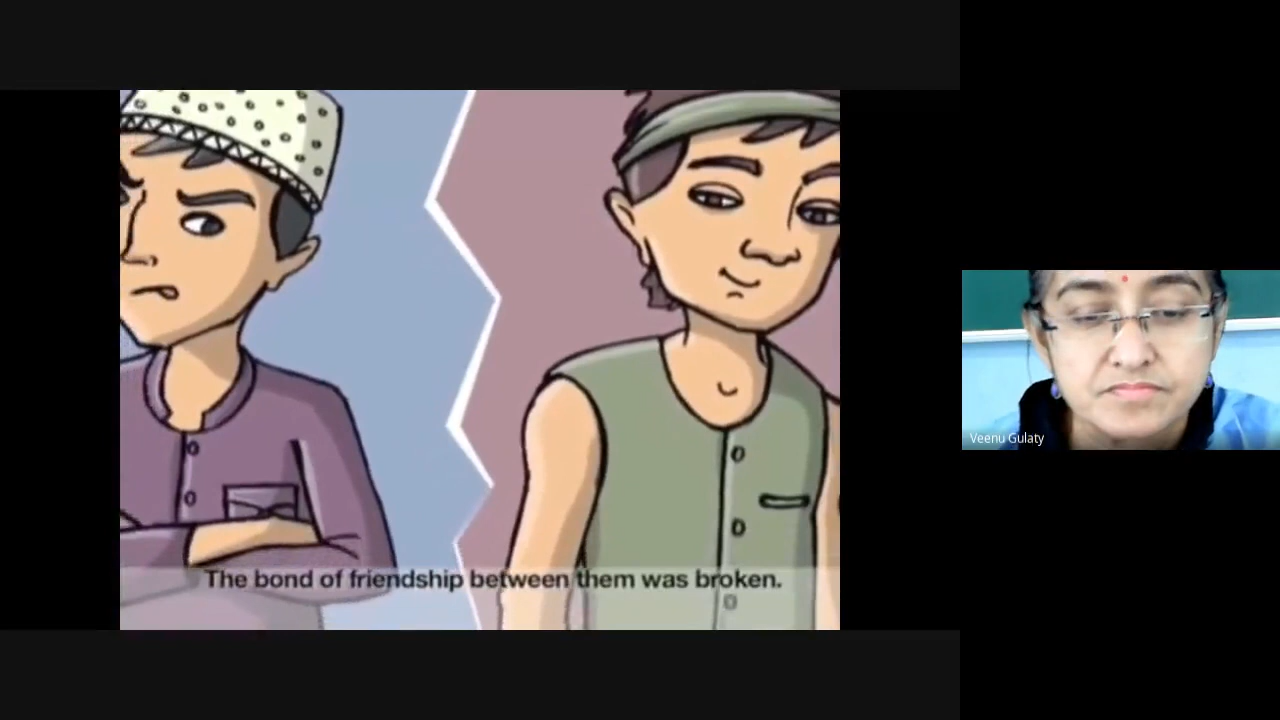 The bond of friendship between them was broken.
Veenu Gulaty